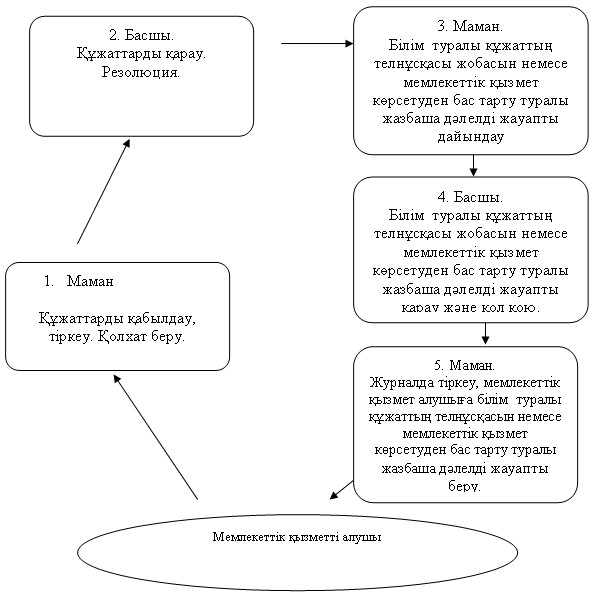 2. Басшы.
Құжаттарды қарау.
Резолюция.
3. Маман.
Білім туралы құжаттың
телнұсқасы жобасын немесе
мемлекеттік қызмет
көрсетуден бас тарту туралы
жазбаша дәлелді жауапты
дайындау
4. Басшы.
Білім туралы құжаттың
телнұсқасы жобасын немесе
мемлекеттік қызмет
көрсетуден бас тарту туралы
жазбаша дәлелді жауапты
қарау және қол қою.
1. Маман
Құжаттарды қабылдау,
тіркеу. Қолхат беру.
5. Маман.
Журналда тіркеу, мемлекеттік
қызмет алушыға білім туралы
құжаттың телнұсқасын немесе
мемлекеттік қызмет
көрсетуден бас тарту туралы
жазбаша дәлелді жауапты
беру.
Мемлекеттік қызметті алушы